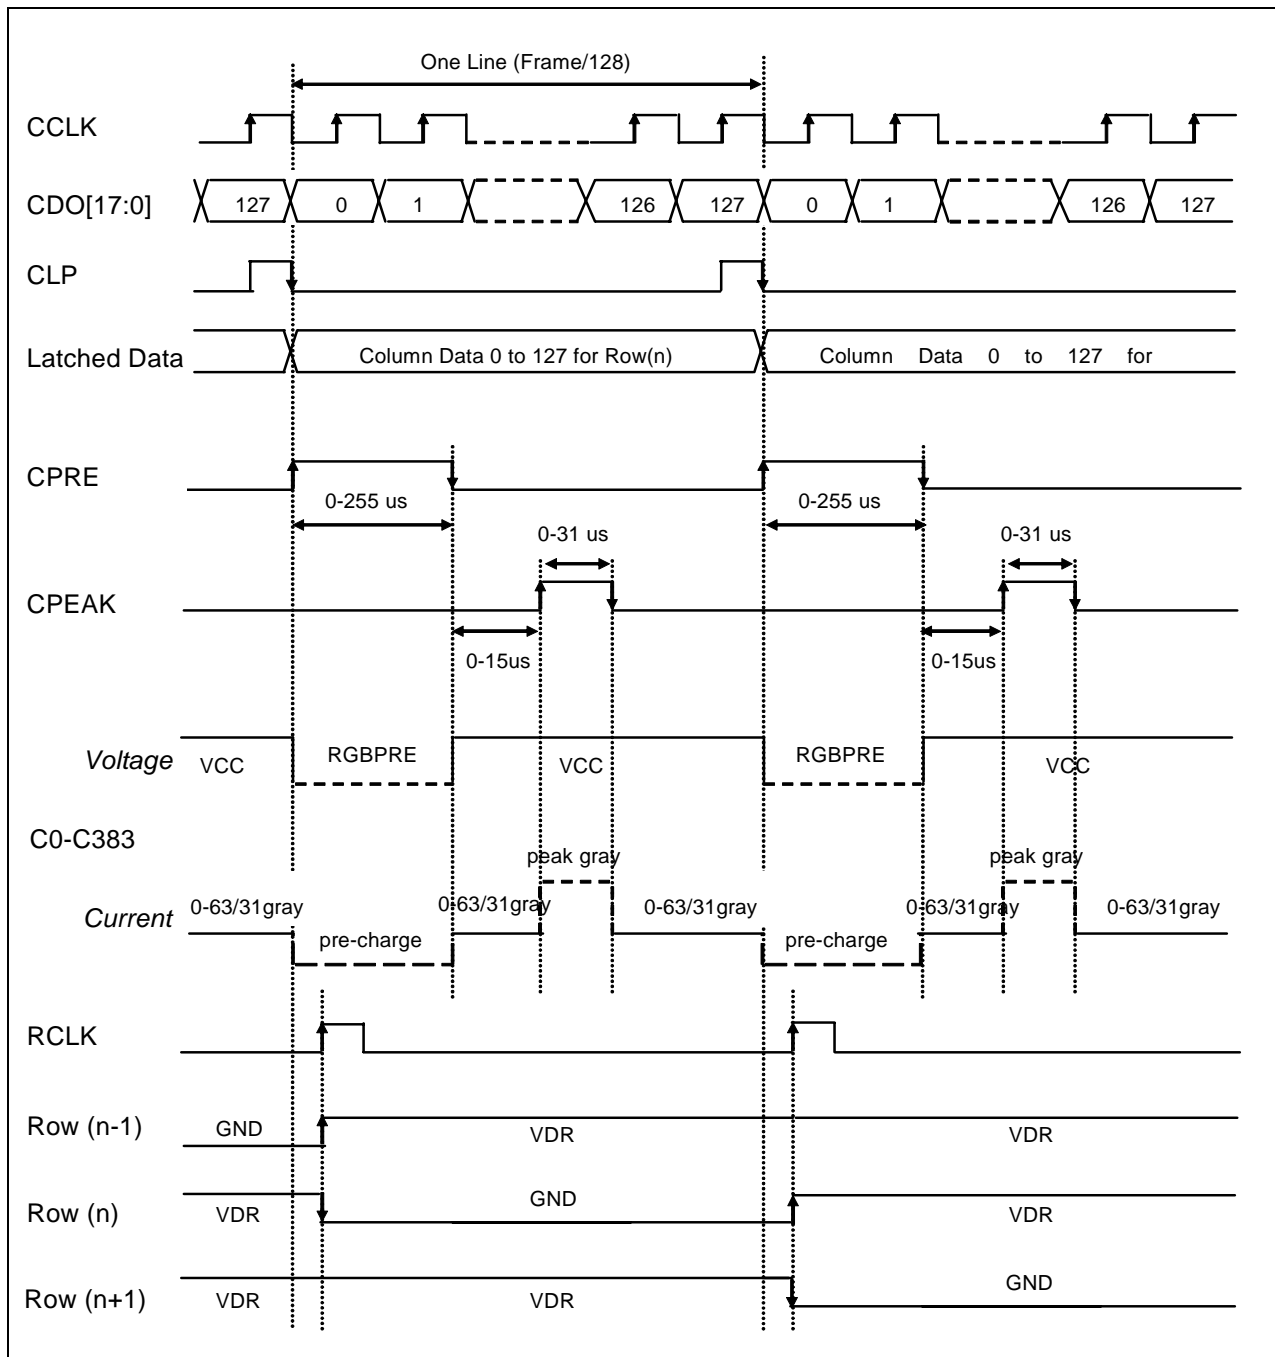 One Line (Frame/128)
CCLK
CDO[17:0] 127 0 1 126 127 0 1 126 127
CLP
Latched Data Column Data 0 to 127 for Row(n) Column Data 0 to 127 for
CPRE
0-255 us 0-255 us
0-31 us 0-31 us
CPEAK
0-15us 0-15us
Voltage VCC RGBPRE VCC RGBPRE VCC
C0-C383
peak gray peak gray
Current 0-63/31gray 0-63/31gray 0-63/31gray 0-63/31gray 0-63/31gray
pre-charge pre-charge
RCLK
Row (n-1) GND VDR VDR
Row (n) VDR GND VDR
Row (n+1) VDR VDR GND